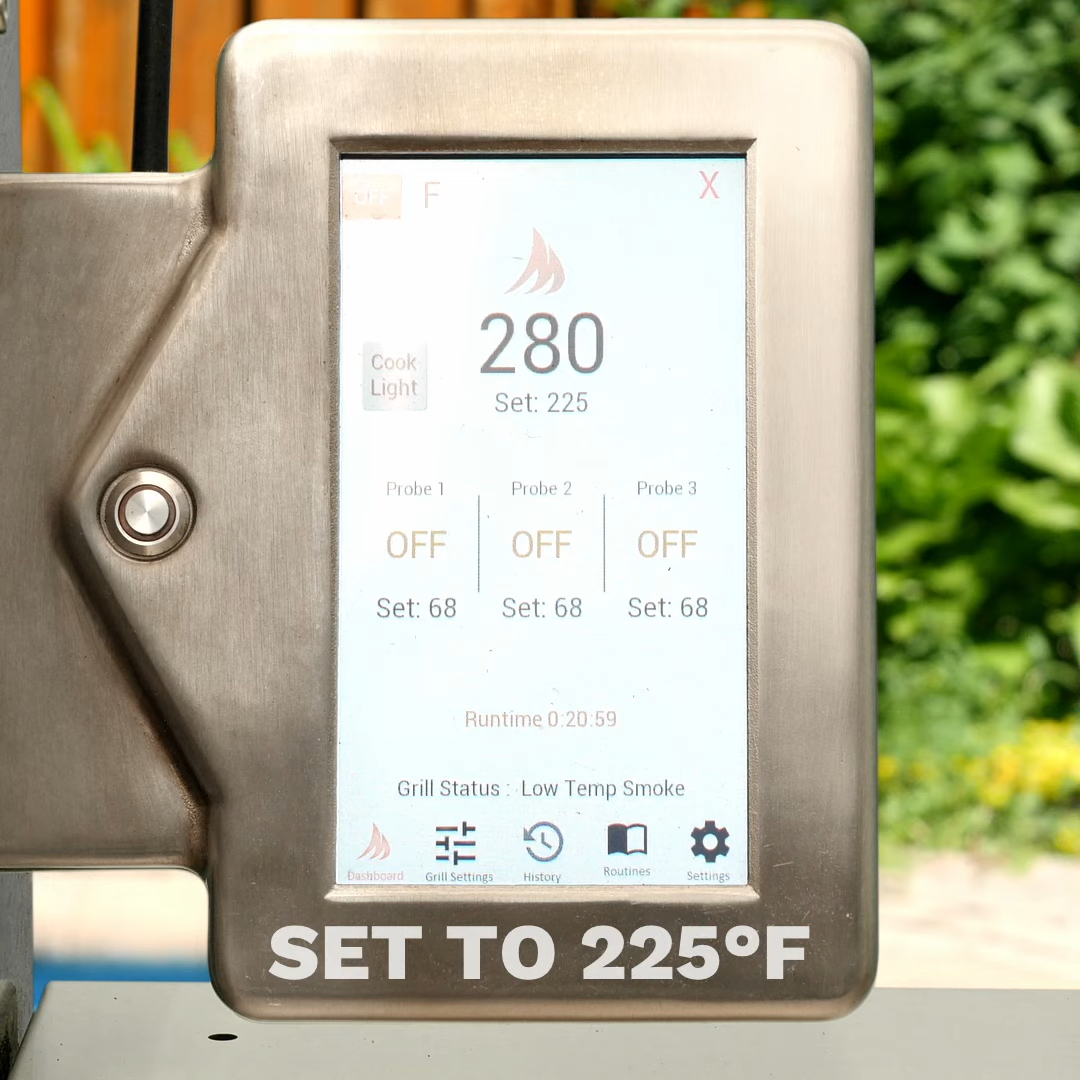 OFF F X
280
Cook
Light
Set: 225
Probe 1 Probe 2 Probe 3
OFF OFF OFF
Set: 68 Set: 68 Set: 68
Runtime 0:20:59
Grill Status : Low Temp Smoke
Dashboard Grill Settings History Routines Settings
SET TO 225°F